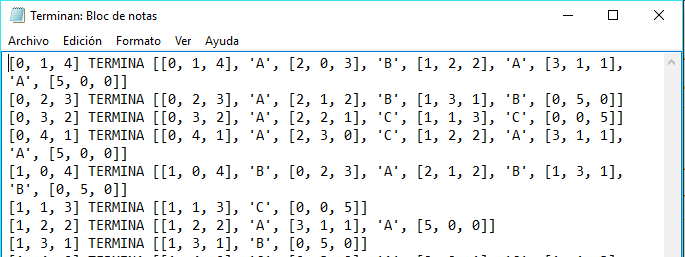 Terminan: Bloc de notas
Archivo Edición Formato Ver Ayuda
[0, 1, 4] TERMINA [[0, 1, 4], 'A', [2, 0, 3], 'B', [1, 2, 2], 'A', [3, 1, 1],
'A', [5, 0, 0]]
[0, 2, 3] TERMINA [[0, 2, 3], 'A', [2, 1, 2], 'B', [1, 3, 1], 'B', [0, 5, 0]]
[0, 3, 2] TERMINA [[0, 3, 2], 'A', [2, 2, 1], 'C', [1, 1, 3], 'C', [0, 0, 5]]
[0, 4, 1] TERMINA [[0, 4, 1], 'A', [2, 3, 0], 'C', [1, 2, 2], 'A', [3, 1, 1],
'A', [5, 0, 0]]
[1, 0, 4] TERMINA [[1, 0, 4], 'B', [0, 2, 3], 'A', [2, 1, 2], 'B', [1, 3, 1],
'B', [0, 5, 0]]
[1, 1, 3] TERMINA [[1, 1, 3], 'C', [0, 0, 5]]
[1, 2, 2] TERMINA [[1, 2, 2], 'A', [3, 1, 1], 'A', [5, 0, 0]]
[1, 3, 1] TERMINA [[1, 3, 1], 'B', [0, 5, 0]]